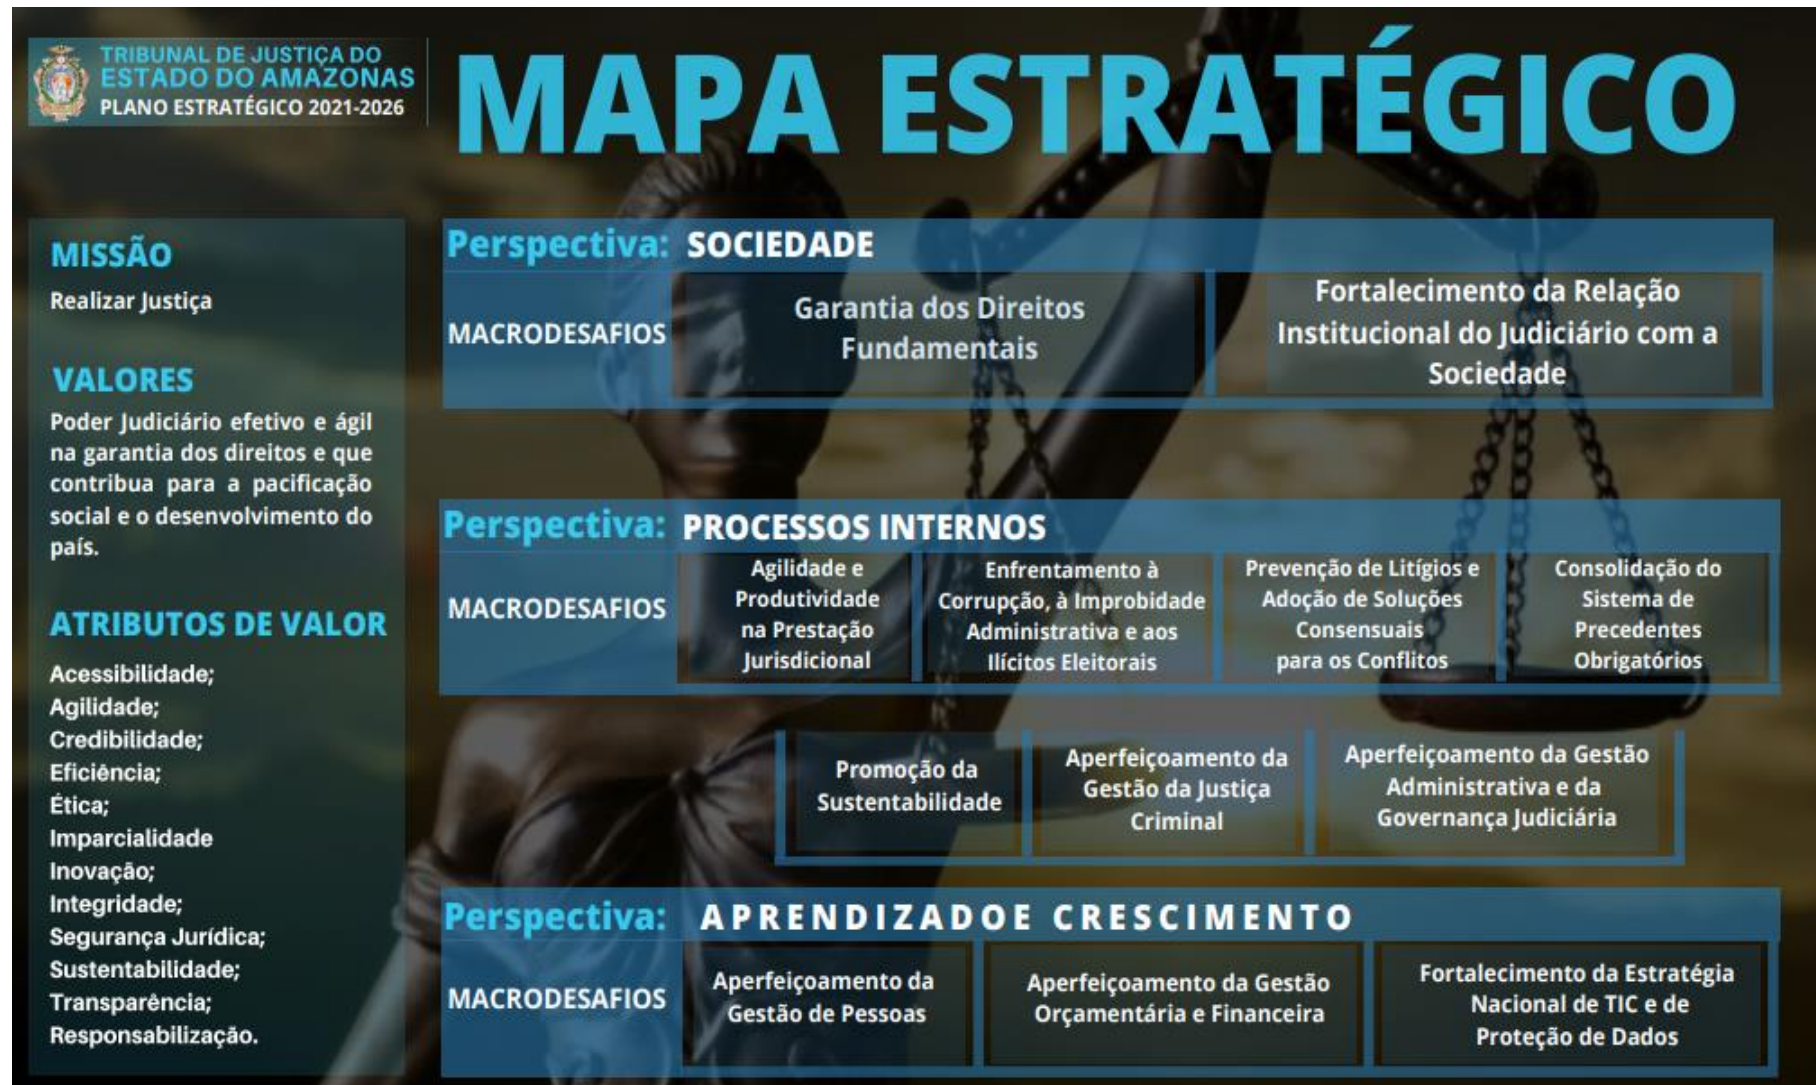 TRIBUNAL DE JUSTIÇA DO
ESTADO DO AMAZONAS
PLANO ESTRATÉGICO 2021-2026
MAPA ESTRATÉGICO
MISSÃO
Realizar Justiça
VALORES
Poder Judiciário efetivo e ágil
na garantia dos direitos e que
contribua para a pacificação
social e o desenvolvimento do
país.
ATRIBUTOS DE VALOR
Acessibilidade;
Agilidade;
Credibilidade;
Eficiência;
Ética;
Imparcialidade
Inovação;
Integridade;
Segurança Jurídica;
Sustentabilidade;
Transparência;
Responsabilização.
Perspectiva: SOCIEDADE
MACRODESAFIOS
Garantia dos Direitos
Fundamentais
Fortalecimento da Relação
Institucional do Judiciário com a
Sociedade
Perspectiva: PROCESSOS INTERNOS
MACRODESAFIOS
Agilidade e
Produtividade
na Prestação
Jurisdicional
Enfrentamento à
Corrupção, à Improbidade
Administrativa e aos
Ilícitos Eleitorais
Prevenção de Litígios e
Adoção de Soluções
Consensuais
para os Conflitos
Consolidação do
Sistema de
Precedentes
Obrigatórios
Promoção da
Sustentabilidade
Aperfeiçoamento da
Gestão da Justiça
Criminal
Aperfeiçoamento da Gestão
Administrativa e da
Governança Judiciária
Perspectiva: APRENDIZADOE CRESCIMENTO
MACRODESAFIOS
Aperfeiçoamento da
Gestão de Pessoas
Aperfeiçoamento da Gestão
Orçamentária e Financeira
Fortalecimento da Estratégia
Nacional de TIC e de
Proteção de Dados